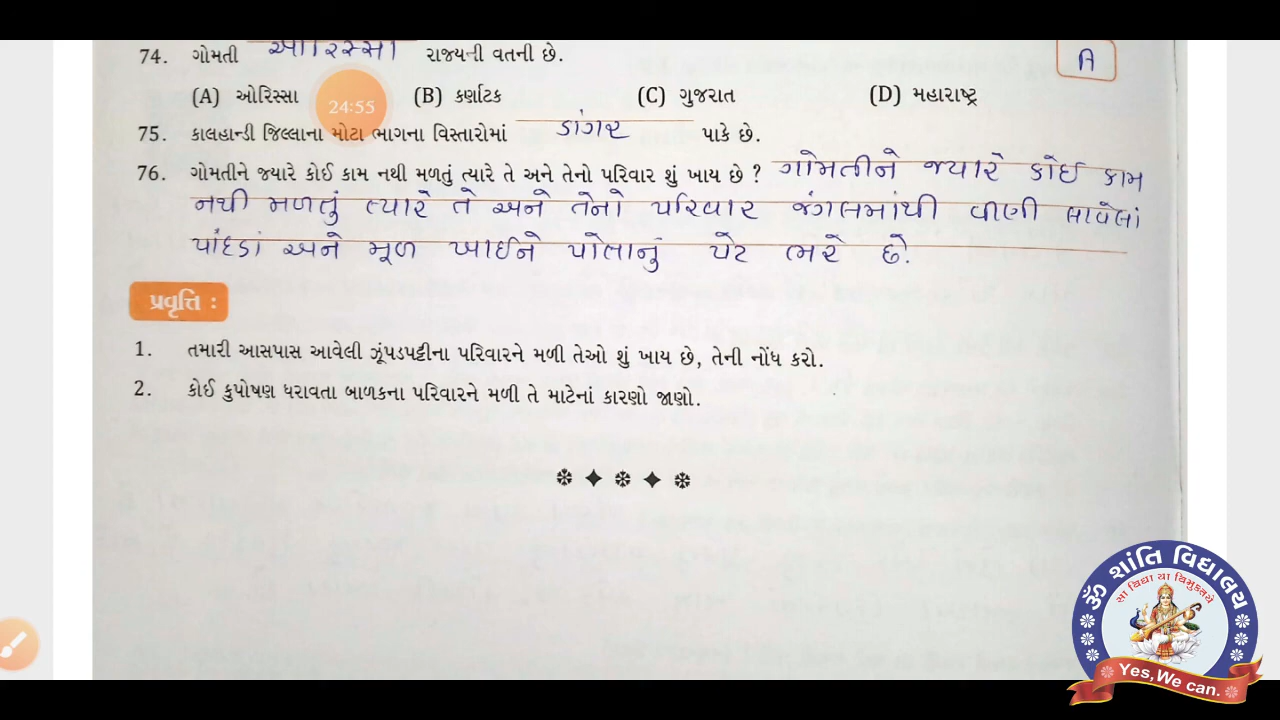 74. ગોમતી ઓરિસ્સા રાજ્યની વતની છે.
A
(A) ઓરિસ્સા (B) કર્ણાટક (C) ગુજરાત (D) મહારાષ્ટ્ર
24:55
75. કાલહાન્ડી જિલ્લાના મોટા ભાગના વિસ્તારોમાં ડાંગર પાકે છે.
76. ગોમતીને જ્યારે કોઈ કામ નથી મળતું ત્યારે તે અને તેનો પરિવાર શું ખાય છે ? ગોમતીને જ્યારે કોઈ કામ
નથી મળતું ત્યારે તે અને તેનો પરિવાર જંગલમાંથી વીણી લાવેલાં
પાંદડાં અને મૂળ ખાઈને પોતાનું પેટ ભરે છે.
પ્રવૃત્તિ :
1. તમારી આસપાસ આવેલી ઝૂંપડપટ્ટીના પરિવારને મળી તેઓ શું ખાય છે, તેની નોંધ કરો.
2. કોઈ કુપોષણ ધરાવતા બાળકના પરિવારને મળી તે માટેનાં કારણો જાણો.
ૐ શાંતિ વિદ્યાલય
સા વિદ્યા યા વિમુક્તયે
Yes, We can.